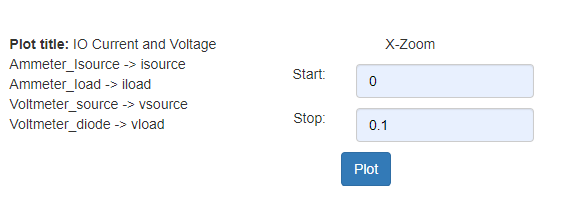 Plot title: IO Current and Voltage
Ammeter_Isource -> isource
Ammeter_load -> iload
Voltmeter_source -> vsource
Voltmeter_diode -> vload
X-Zoom
Start:
0
Stop:
0.1
Plot